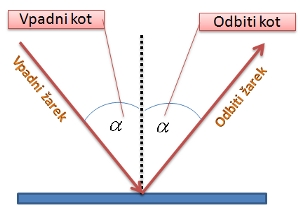 Vpadni kot
Odbiti kot
Vpadni žarek
α
α
Odbiti žarek